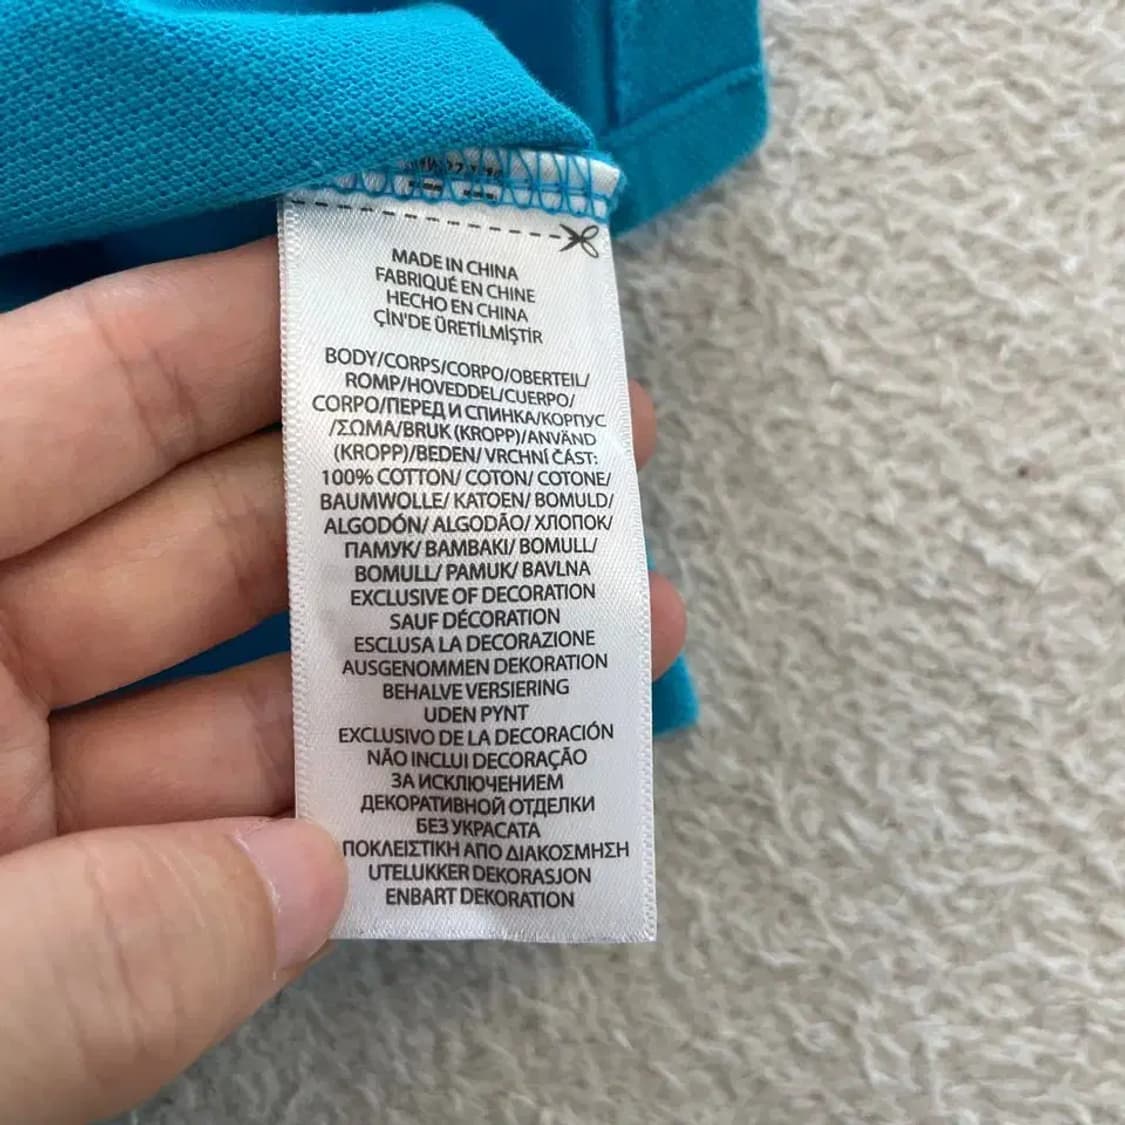 MADE IN CHINA
FABRIQUÉ EN CHINE
HECHO EN CHINA
ÇİN'DE ÜRETİLMİŞTİR
BODY/CORPS/CORPO/OBERTEIL/
ROMP/HOVEDDEL/CUERPO/
CORPO/ПЕРЕД И СПИНКА/КОРПУС
/ΣΩΜΑ/BRUK (KROPP)/ANVÄND
(KROPP)/BEDEN/ VRCHNÍ ČÁST:
100% COTTON/ COTON/ COTONE/
BAUMWOLLE/ KATOEN/ BOMULD/
ALGODÓN/ ALGODÃO/ ХЛОПОК/
ПАМУК/ ΒΑΜΒΑΚΙ/ BOMULL/
BOMULL/ PAMUK/ BAVLNA
EXCLUSIVE OF DECORATION
SAUF DÉCORATION
ESCLUSA LA DECORAZIONE
AUSGENOMMEN DEKORATION
BEHALVE VERSIERING
UDEN PYNT
EXCLUSIVO DE LA DECORACIÓN
NÃO INCLUI DECORAÇÃO
ЗА ИСКЛЮЧЕНИЕМ
ДЕКОРАТИВНОЙ ОТДЕЛКИ
БЕЗ УКРАСАТА
ΠΟΚΛΕΙΣΤΙΚΗ ΑΠΟ ΔΙΑΚΟΣΜΗΣΗ
UTELUKKER DEKORASJON
ENBART DEKORATION